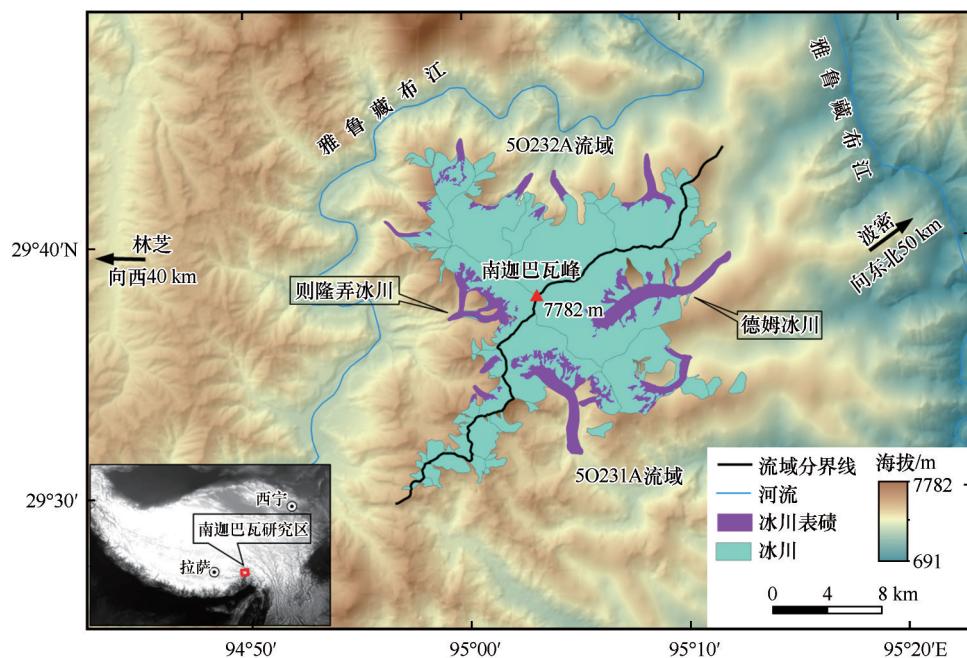 雅鲁藏布江
雅鲁藏布江
5O232A流域
29°40′N
林芝
向西40 km
波密
向东北50 km
南迦巴瓦峰
7782 m
则隆弄冰川
德姆冰川
5O231A流域
29°30′
西宁
南迦巴瓦研究区
拉萨
流域分界线
河流
冰川表碛
冰川
海拔/m
7782
691
0 4 8 km
94°50′ 95°00′ 95°10′ 95°20′E